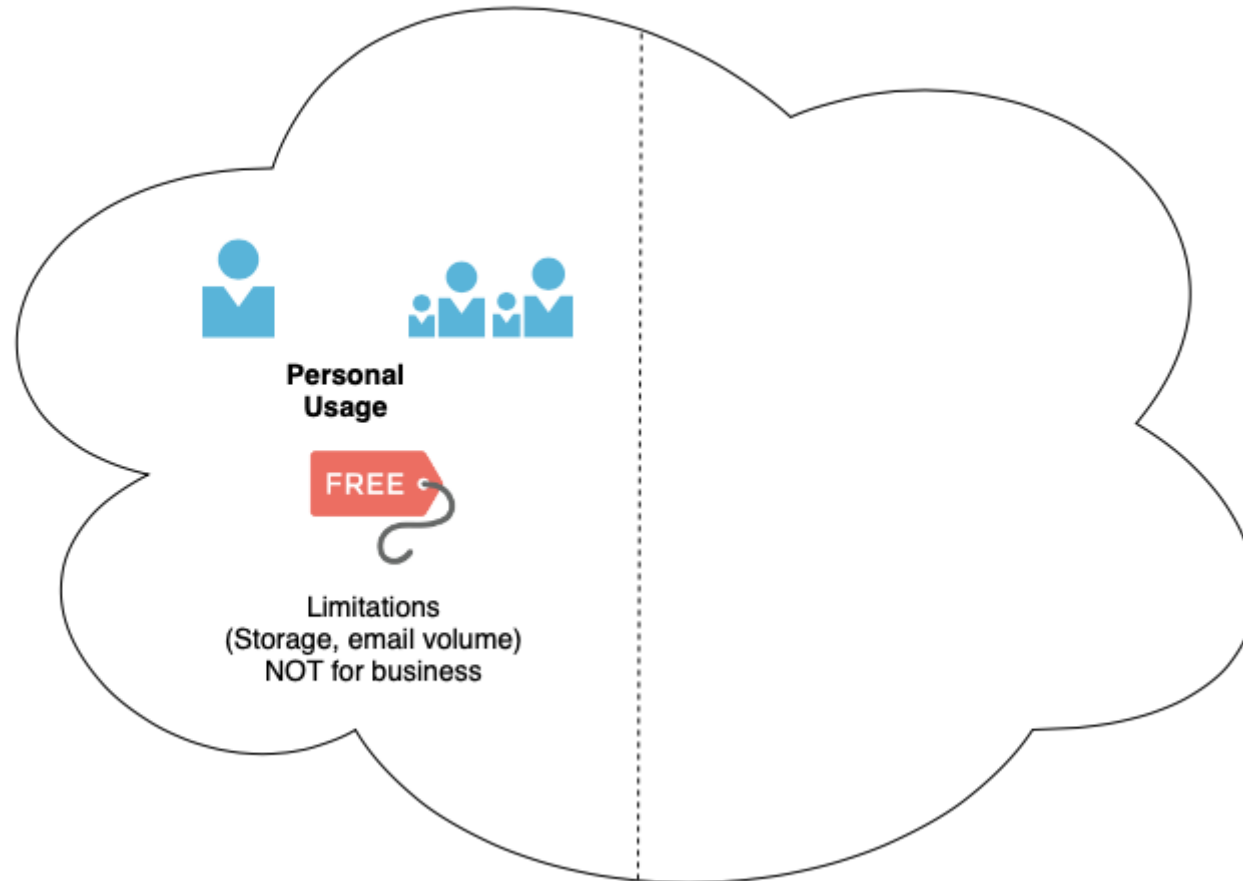 Personal
Usage
FREE
Limitations
(Storage, email volume)
NOT for business